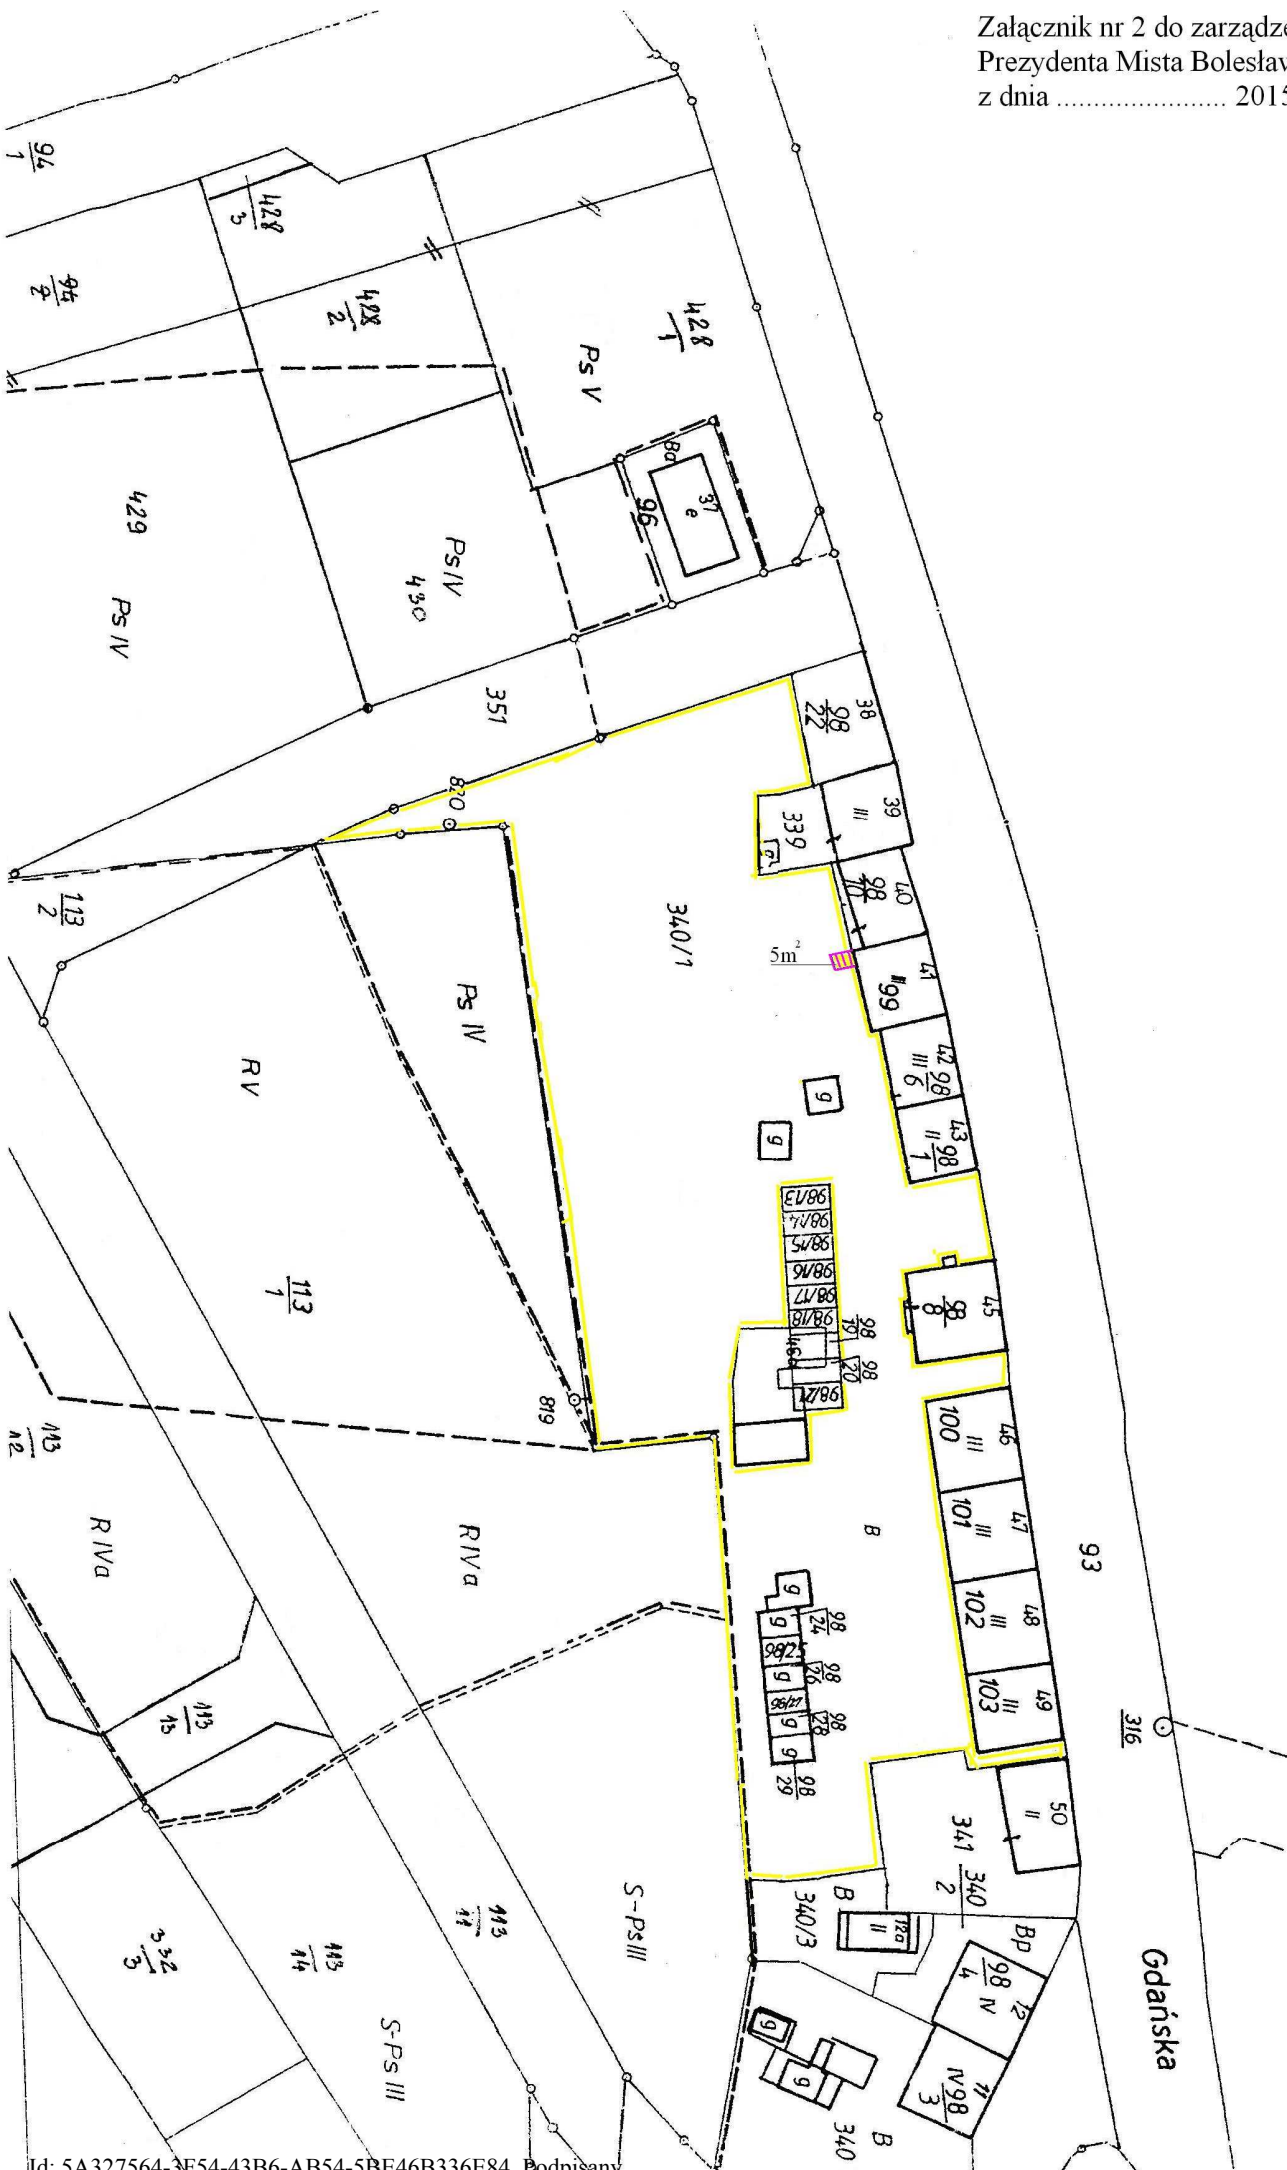 Załącznik nr 2 do zarządze
Prezydenta Mista Bolesław
z dnia ....................... 2015
94
1
428
3
94
2
428
2
428
1
Ps V
Ba
37
e
96
429
Ps IV
Ps IV
430
351
38
98
22
39
III
339
g
40
98
10
820
113
2
340/1
5m²
41
II
99
Ps IV
42
98
III
6
43
98
II
1
R V
g
g
98/13
98/14
98/15
98/16
98/17
98/18
98
19
98
20
98/21
45
98
8
113
1
819
46
III
100
47
III
101
48
III
102
49
III
103
93
113
12
R IVa
R IVa
B
g
98
24
g
98/25
98
26
g
98
28
g
g
98
29
316
113
13
50
II
341
340
2
B
340/3
12a
II
Bp
S-Ps III
113
11
332
3
113
14
S-Ps III
12
98
IV
4
11
IV
98
3
g
g
B
340
Gdańska
Id: 5A327564-3F54-43B6-AB54-5BE46B336E84. Podpisany